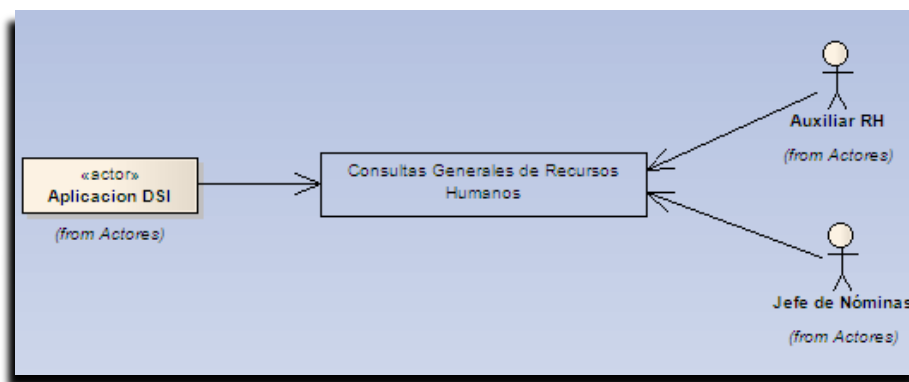 Auxiliar RH
(from Actores)
«actor»
Aplicacion DSI
(from Actores)
Consultas Generales de Recursos
Humanos
Jefe de Nóminas
(from Actores)